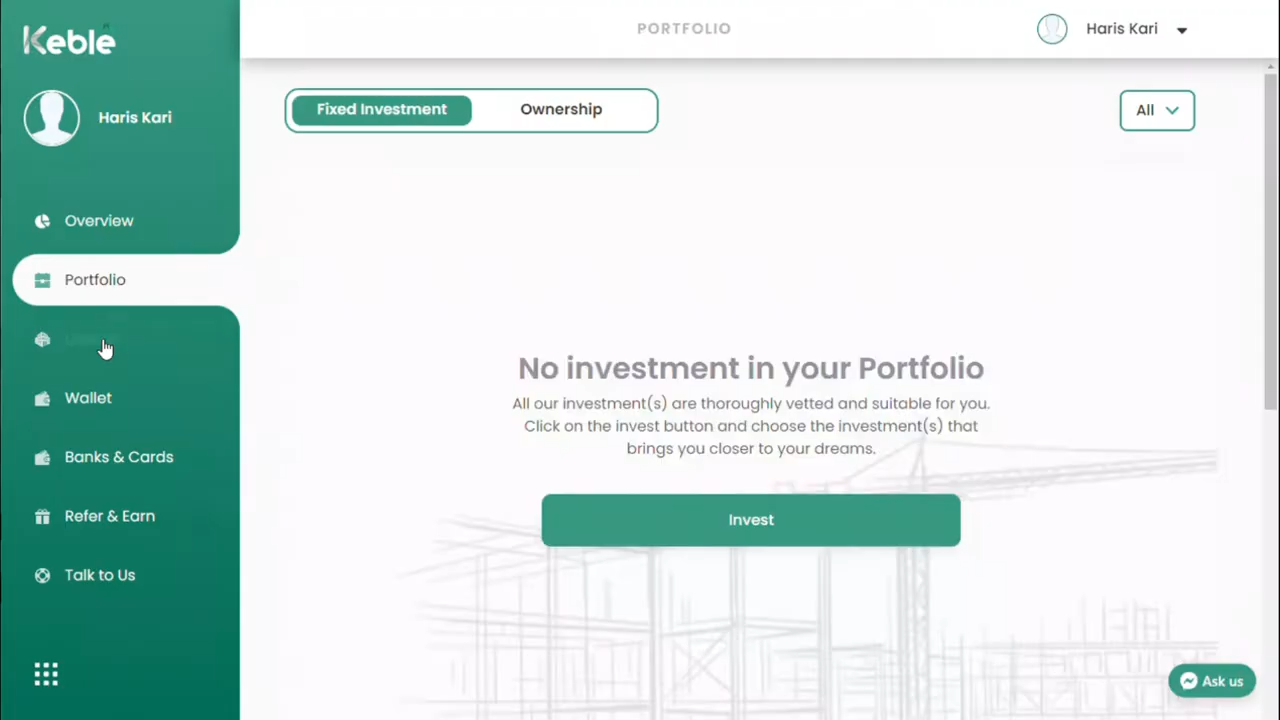 Keble
Haris Kari
Overview
Portfolio
Wallet
Banks & Cards
Refer & Earn
Talk to Us
PORTFOLIO
Haris Kari
Fixed Investment
Ownership
All
No investment in your Portfolio
All our investment(s) are thoroughly vetted and suitable for you.
Click on the invest button and choose the investment(s) that
brings you closer to your dreams.
Invest
Ask us